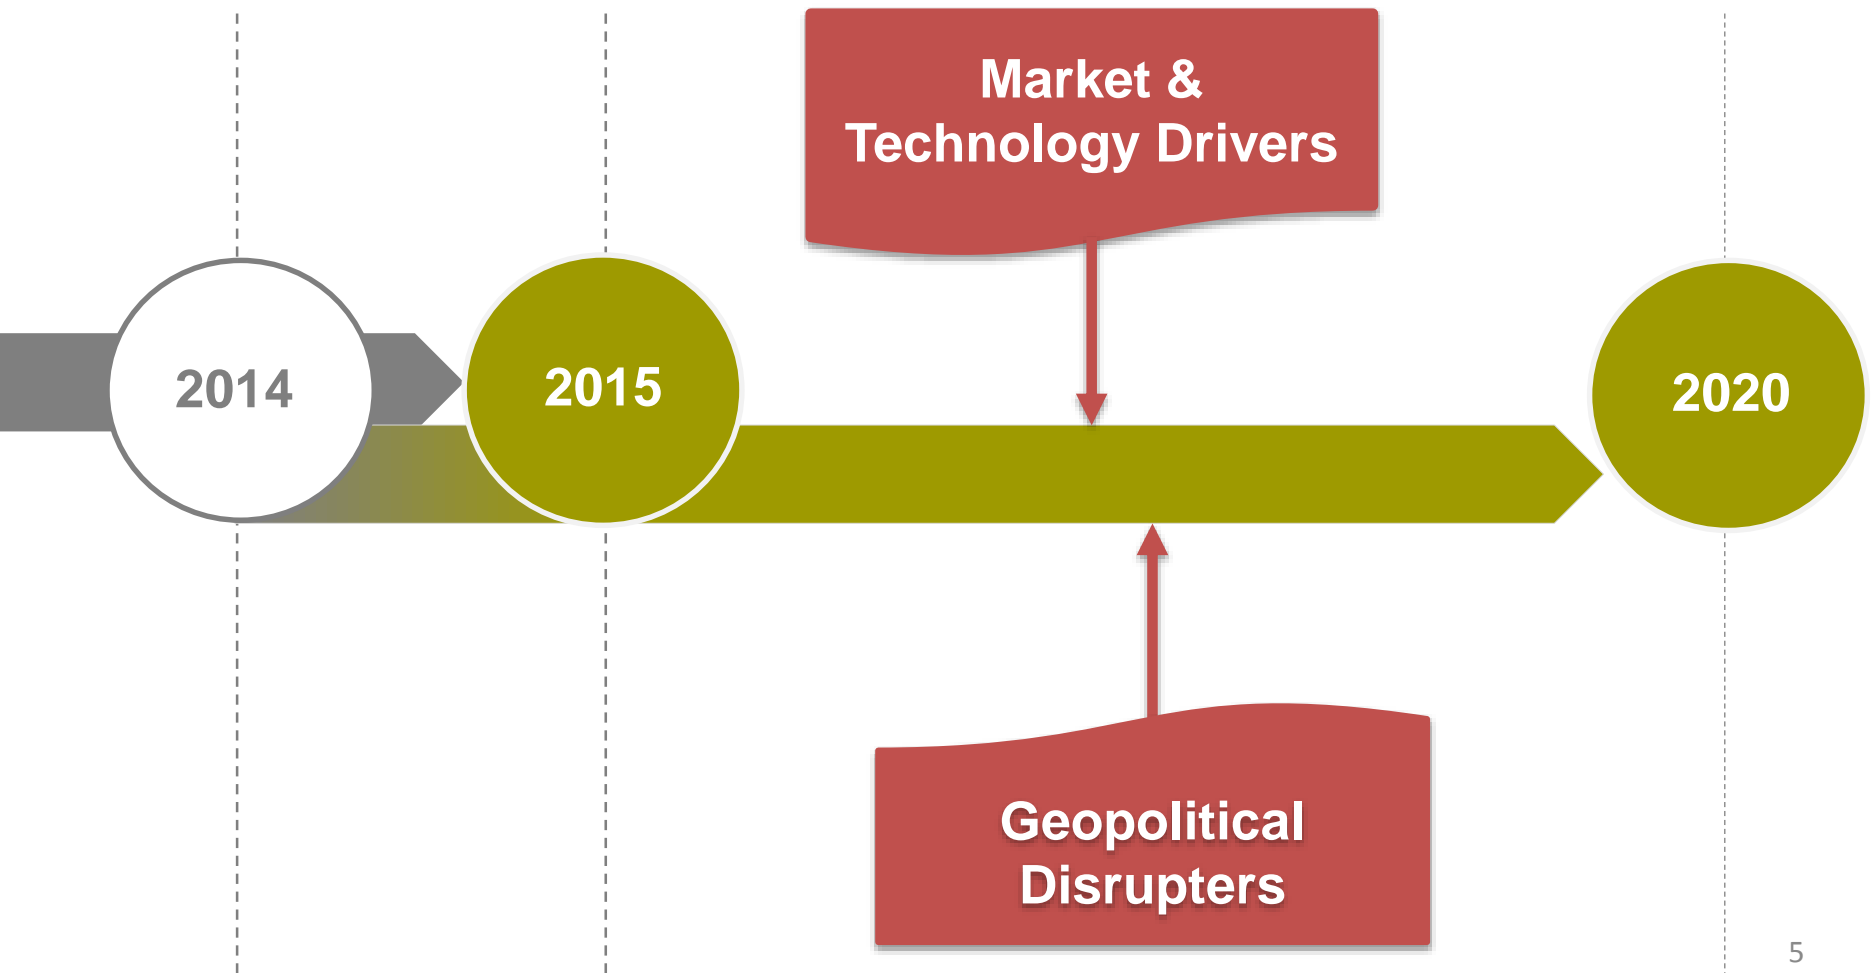 Market &
Technology Drivers
2014
2015
2020
Geopolitical
Disrupters
5